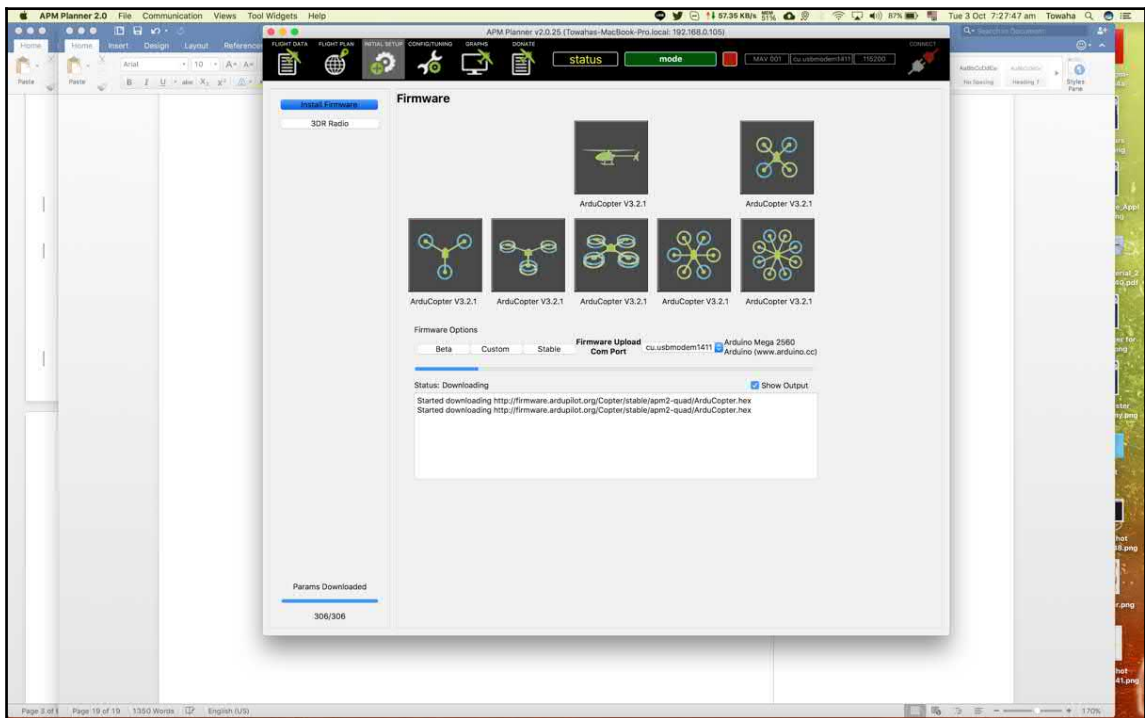 APM Planner 2.0 File Communication Views Tool Widgets Help
57.35 KB/s 87% Tue 3 Oct 7:27:47 am Towaha
APM Planner v2.0.25 (Towahas-MacBook-Pro.local: 192.168.0.105)
Home Home Insert Design Layout References
FLIGHT DATA FLIGHT PLAN INITIAL SETUP CONFIG/TUNING GRAPHS DONATE CONNECT
status mode MAV 001 cu.usbmodem1411 115200
Paste Paste Arial 10
No Spacing Heading 1 Styles Pane
Install Firmware
3DR Radio
Firmware
ArduCopter V3.2.1 ArduCopter V3.2.1
ArduCopter V3.2.1 ArduCopter V3.2.1 ArduCopter V3.2.1 ArduCopter V3.2.1 ArduCopter V3.2.1
Firmware Options
Beta Custom Stable
Firmware Upload
Com Port
cu.usbmodem1411
Arduino Mega 2560
Arduino (www.arduino.cc)
Status: Downloading Show Output
Started downloading http://firmware.ardupilot.org/Copter/stable/apm2-quad/ArduCopter.hex
Started downloading http://firmware.ardupilot.org/Copter/stable/apm2-quad/ArduCopter.hex
Params Downloaded
306/306
Page 19 of 19 1350 Words English (US) 170%